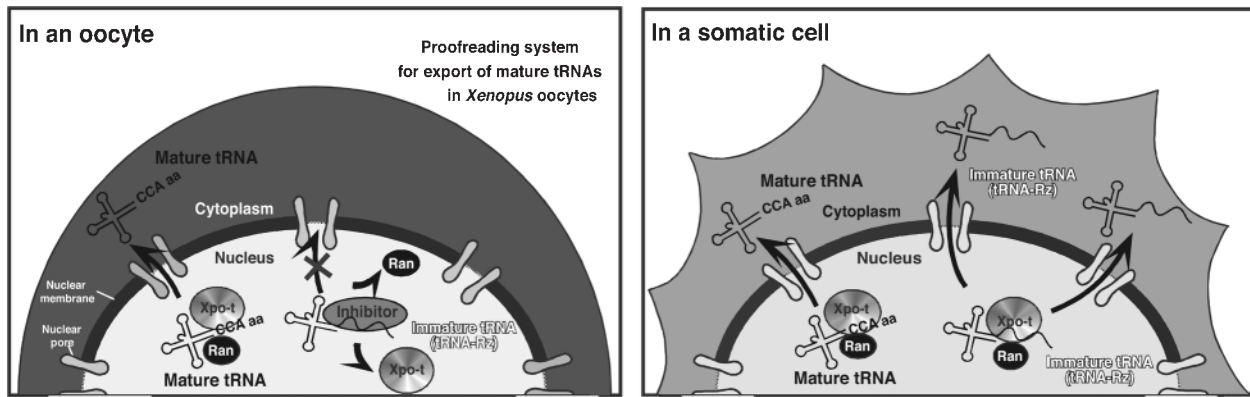 In an oocyte
Proofreading system
for export of mature tRNAs
in Xenopus oocytes
Mature tRNA
CCA aa
Cytoplasm
Nucleus
Ran
Nuclear
membrane
Xpo-t
CCA aa
Inhibitor
Immature tRNA
(tRNA-Rz)
Nuclear
pore
Ran
Mature tRNA
Xpo-t
In a somatic cell
Immature tRNA
(tRNA-Rz)
Mature tRNA
CCA aa
Cytoplasm
Nucleus
Xpo-t
CCA aa
Ran
Mature tRNA
Xpo-t
Ran
Immature tRNA
(tRNA-Rz)